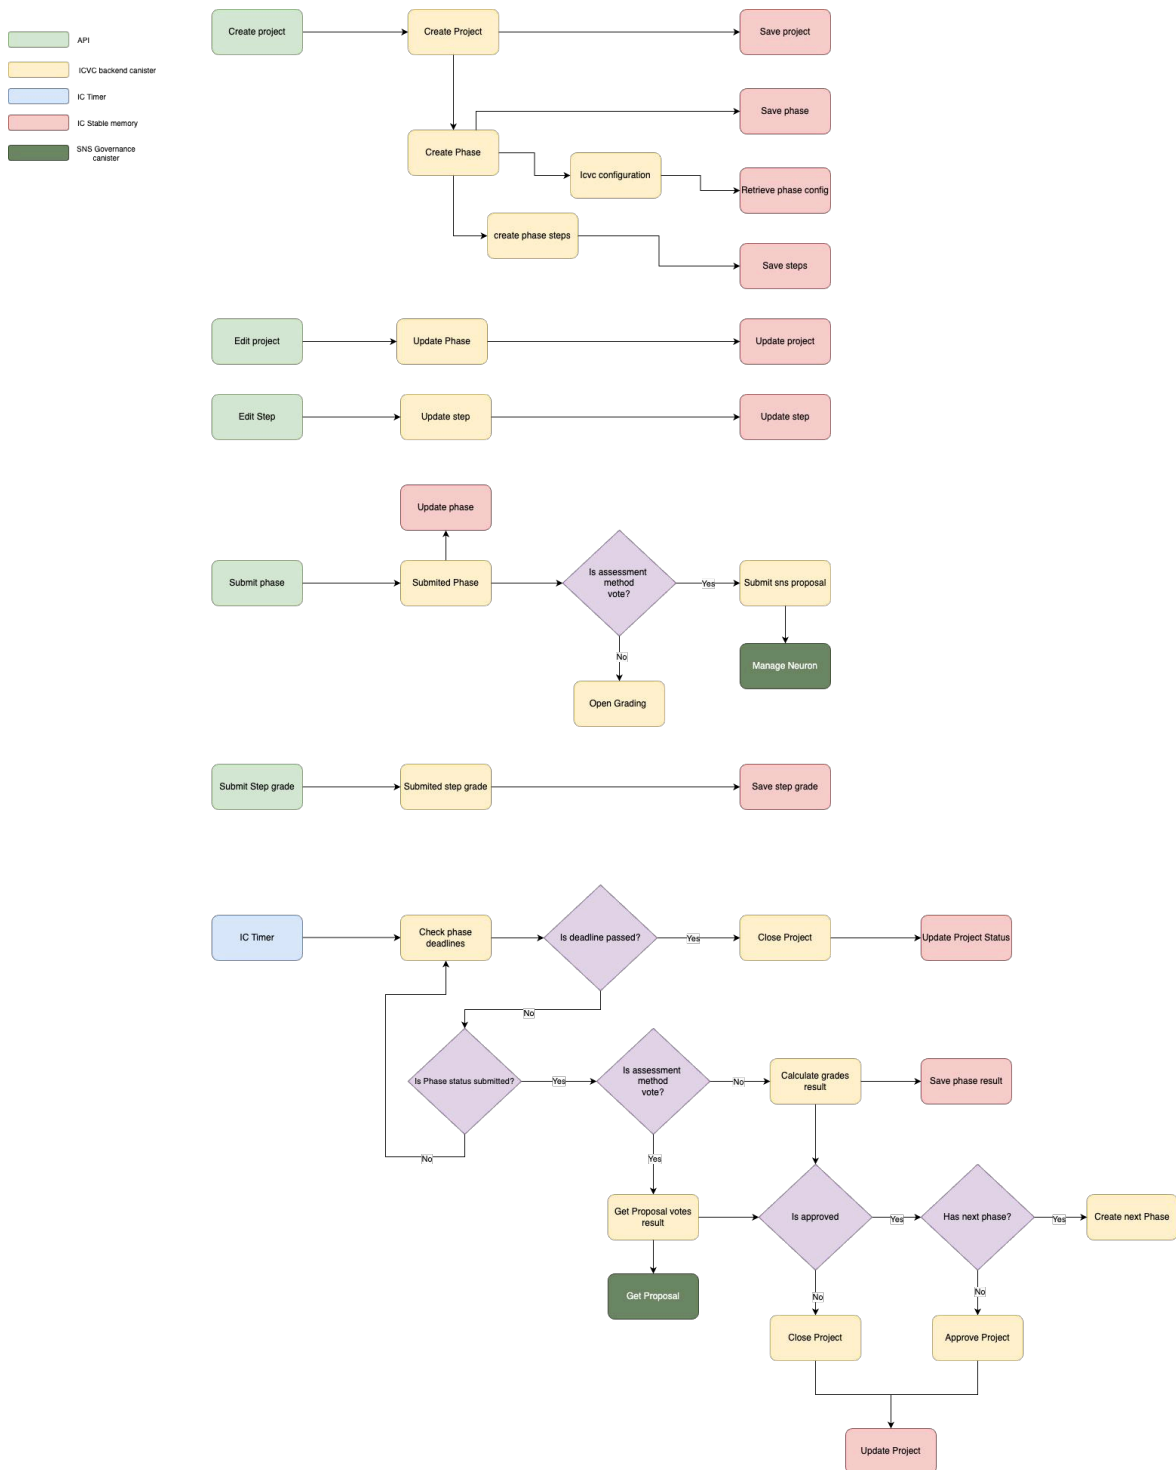 Create project
Create Project
Save project
API
ICVC backend canister
IC Timer
IC Stable memory
SNS Governance
canister
Save phase
Create Phase
Icvc configuration
Retrieve phase config
create phase steps
Save steps
Edit project
Update Phase
Update project
Edit Step
Update step
Update step
Update phase
Submit phase
Submited Phase
Is assessment
method
vote?
Yes
Submit sns proposal
No
Manage Neuron
Open Grading
Submit Step grade
Submited step grade
Save step grade
IC Timer
Check phase
deadlines
Is deadline passed?
Yes
Close Project
Update Project Status
No
Is Phase status submitted?
Yes
Is assessment
method
vote?
No
Calculate grades
result
Save phase result
No
Yes
Get Proposal votes
result
Is approved
Yes
Has next phase?
Yes
Create next Phase
Get Proposal
No
No
Close Project
Approve Project
Update Project